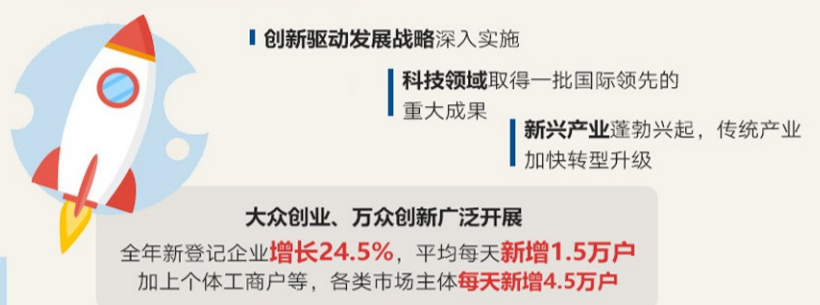 创新驱动发展战略深入实施
科技领域取得一批国际领先的
重大成果
新兴产业蓬勃兴起，传统产业
加快转型升级
大众创业、万众创新广泛开展
全年新登记企业增长24.5%，平均每天新增1.5万户
加上个体工商户等，各类市场主体每天新增4.5万户